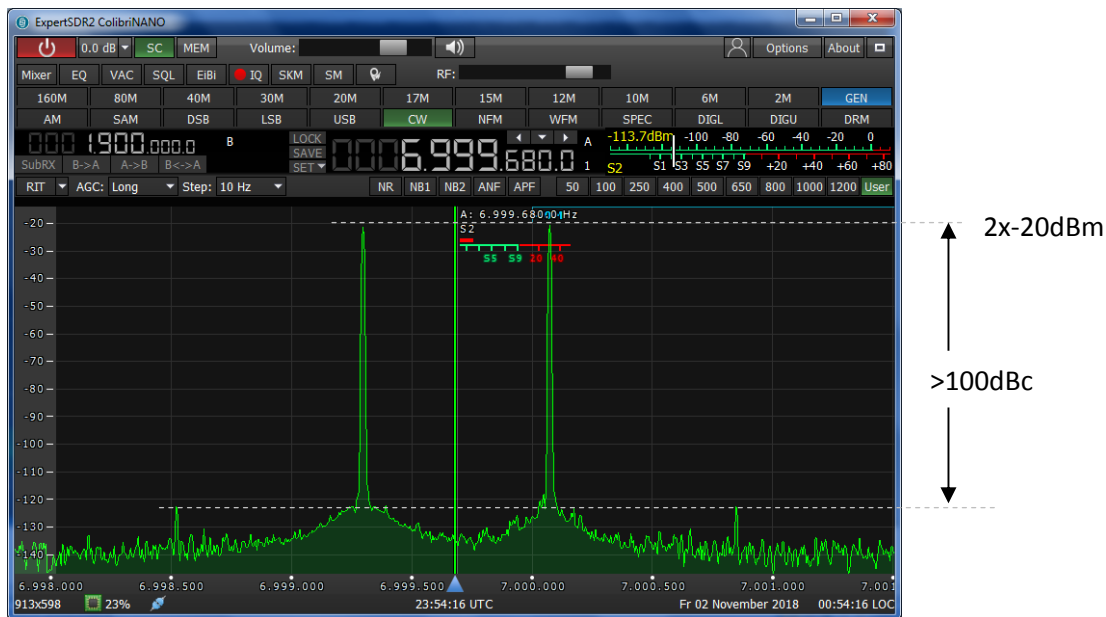 ExpertSDR2 ColibriNANO
0.0 dB SC MEM Volume: Options About
Mixer EQ VAC SQL EiBi IQ SKM SM RF:
160M 80M 40M 30M 20M 17M 15M 12M 10M 6M 2M GEN
AM SAM DSB LSB USB CW NFM WFM SPEC DIGL DIGU DRM
000 1.900.000.0 B LOCK 0006.999.680.0 A -113.7dBm -100 -80 -60 -40 -20 0
SAVE
SubRX B->A A->B B<->A SET 1 S2 S1 S3 S5 S7 S9 +20 +40 +60 +80
RIT AGC: Long Step: 10 Hz NR NB1 NB2 ANF APF 50 100 250 400 500 650 800 1000 1200 User
A: 6.999.680.0 Hz
-20 2x-20dBm
S2
-30 S5 S9 20 40
-40
-50
-60
-70
-80 >100dBc
-90
-100
-110
-120
-130
-140
6.998.000 6.998.500 6.999.000 6.999.500 7.000.000 7.000.500 7.001.000 7.001
913x598 23% 23:54:16 UTC Fr 02 November 2018 00:54:16 LOC